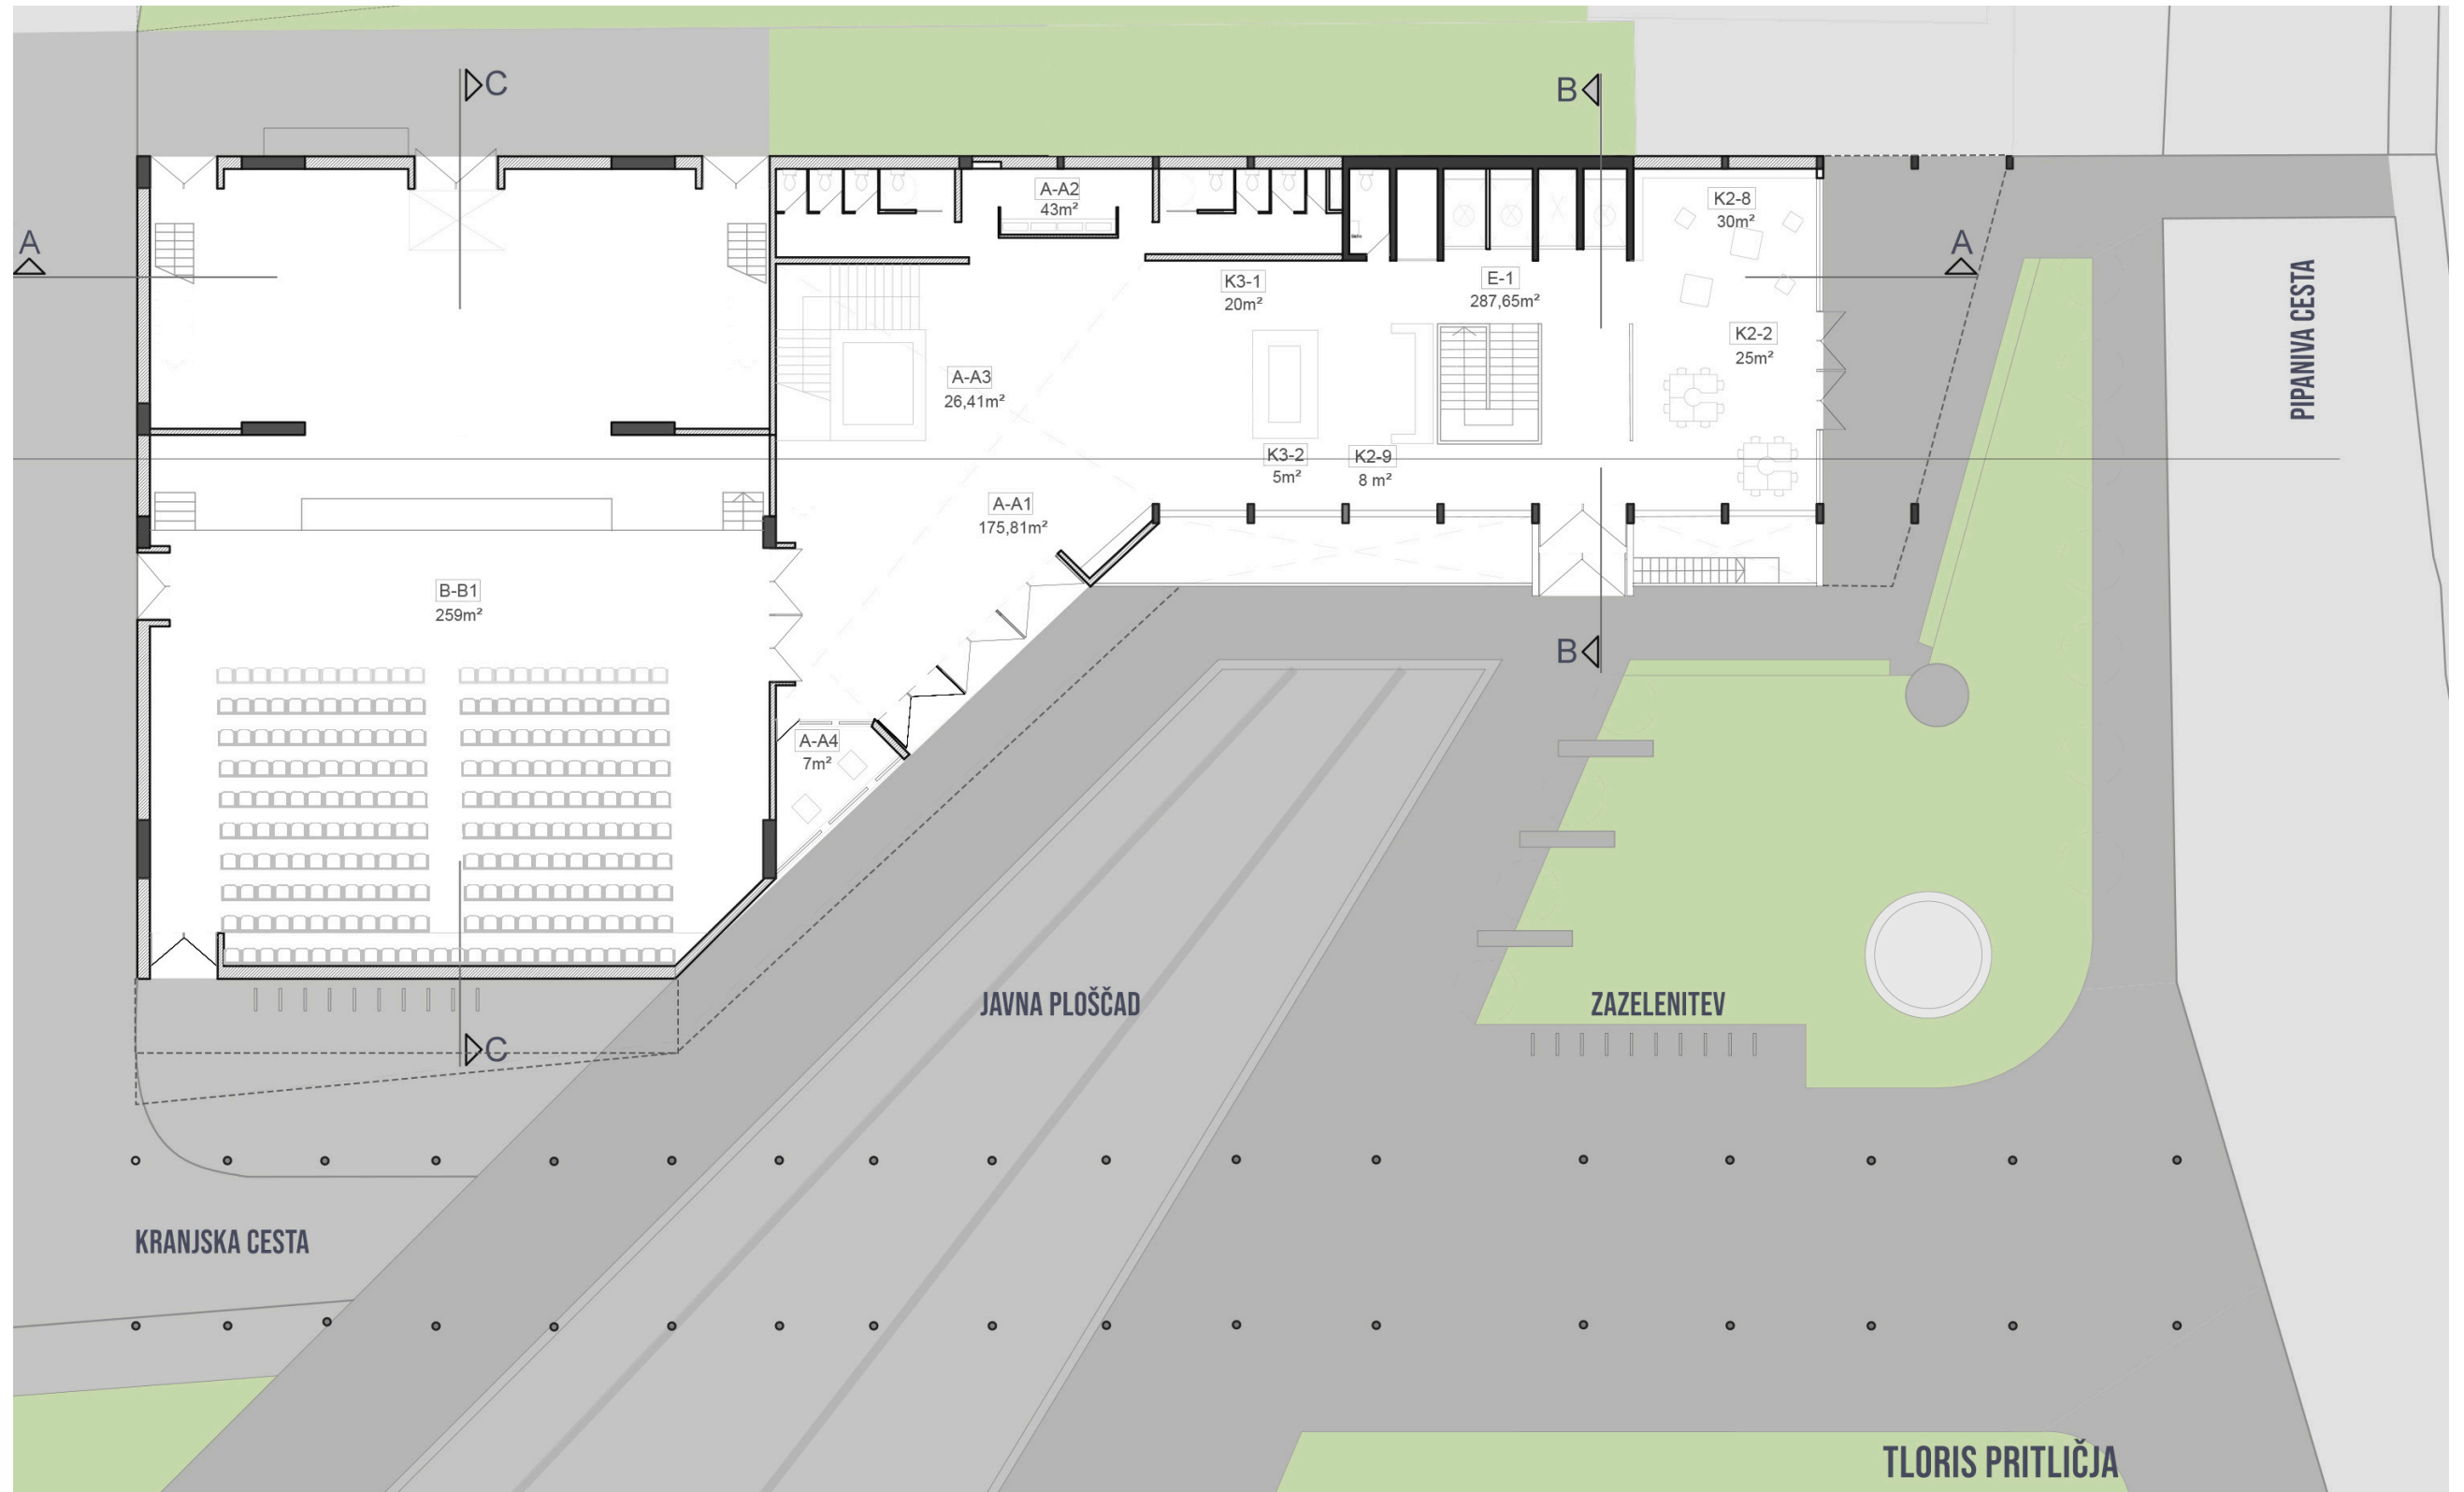 C
B
A
A-A2
43m²
K2-8
30m²
A
K3-1
20m²
E-1
287,65m²
PIPANIVA CESTA
K2-2
25m²
A-A3
26,41m²
K3-2
5m²
K2-9
8 m²
A-A1
175,81m²
B-B1
259m²
B
A-A4
7m²
JAVNA PLOŠČAD
ZAZELENITEV
C
KRANJSKA CESTA
TLORIS PRITLIČJA